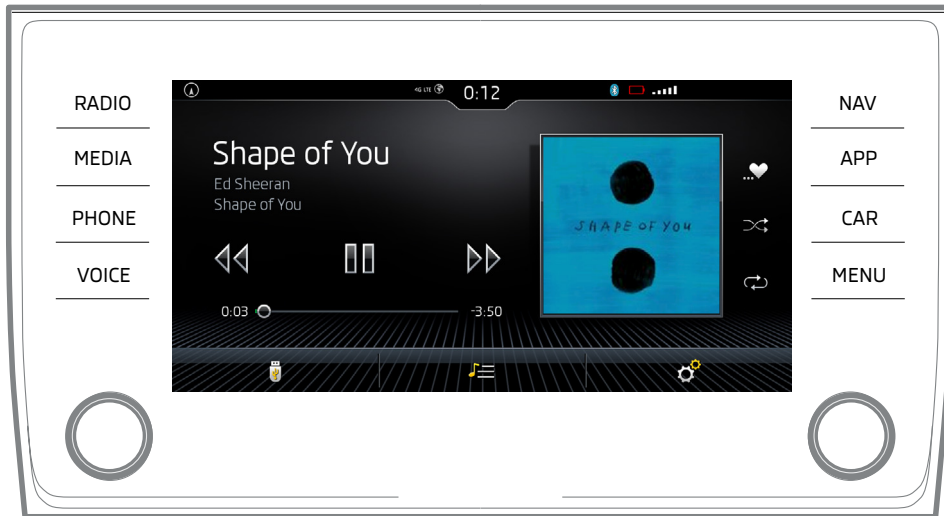 RADIO
MEDIA
PHONE
VOICE
4G LTE
0:12
Shape of You
Ed Sheeran
Shape of You
0:03
-3:50
SHAPE OF YOU
NAV
APP
CAR
MENU